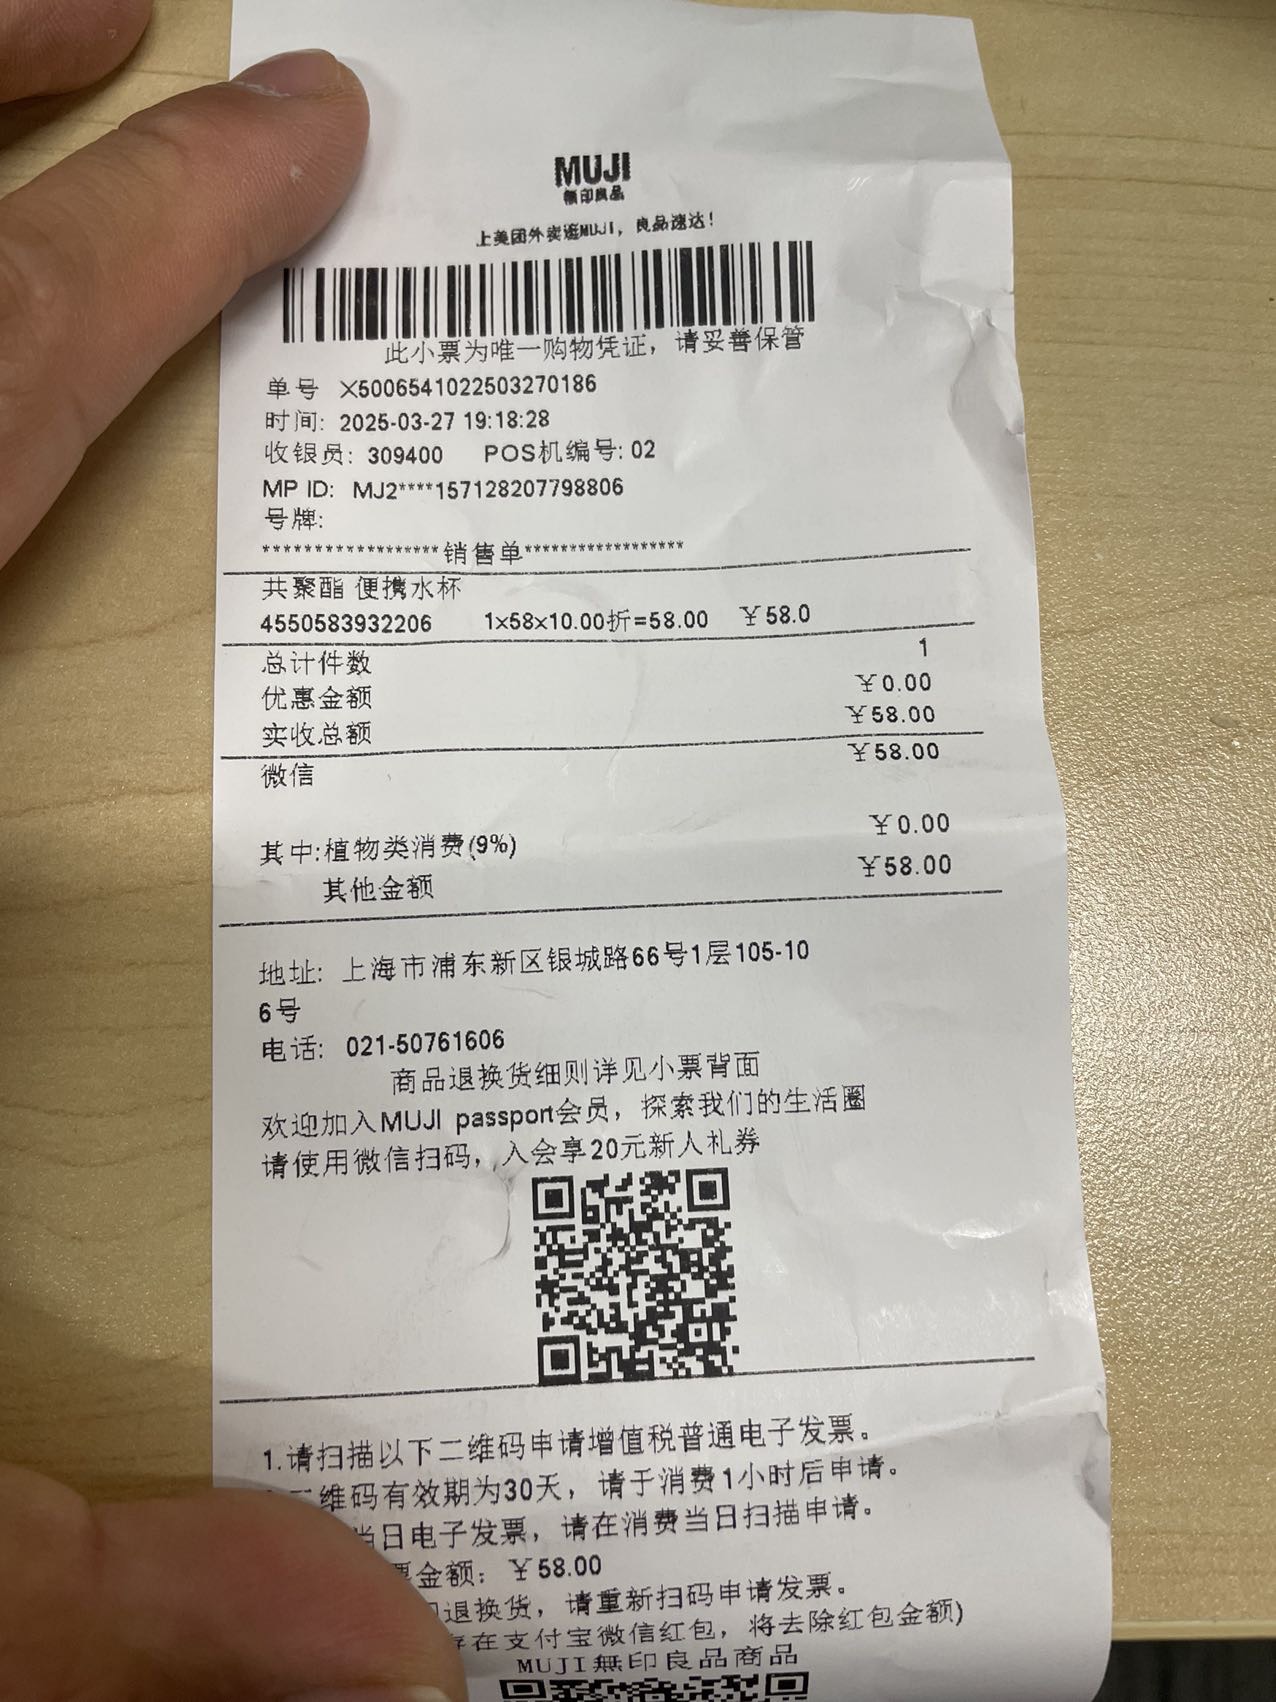 MUJI
無印良品
上美团外卖逛MUJI，良品速达！
此小票为唯一购物凭证，请妥善保管
单号 X5006541022503270186
时间: 2025-03-27 19:18:28
收银员: 309400 POS机编号: 02
MP ID: MJ2****157128207798806
号牌:
******************销售单*****************
共聚酯 便携水杯
4550583932206 1×58×10.00折=58.00 ￥58.0
总计件数 1
优惠金额 ￥0.00
实收总额 ￥58.00
微信 ￥58.00
其中:植物类消费(9%) ￥0.00
其他金额 ￥58.00
地址: 上海市浦东新区银城路66号1层105-10
6号
电话: 021-50761606
商品退换货细则详见小票背面
欢迎加入MUJI passport会员，探索我们的生活圈
请使用微信扫码，入会享20元新人礼券
1.请扫描以下二维码申请增值税普通电子发票。
维码有效期为30天，请于消费1小时后申请。
当日电子发票，请在消费当日扫描申请。
票金额: ￥58.00
退换货，请重新扫码申请发票。
存在支付宝微信红包，将去除红包金额)
MUJI無印良品商品